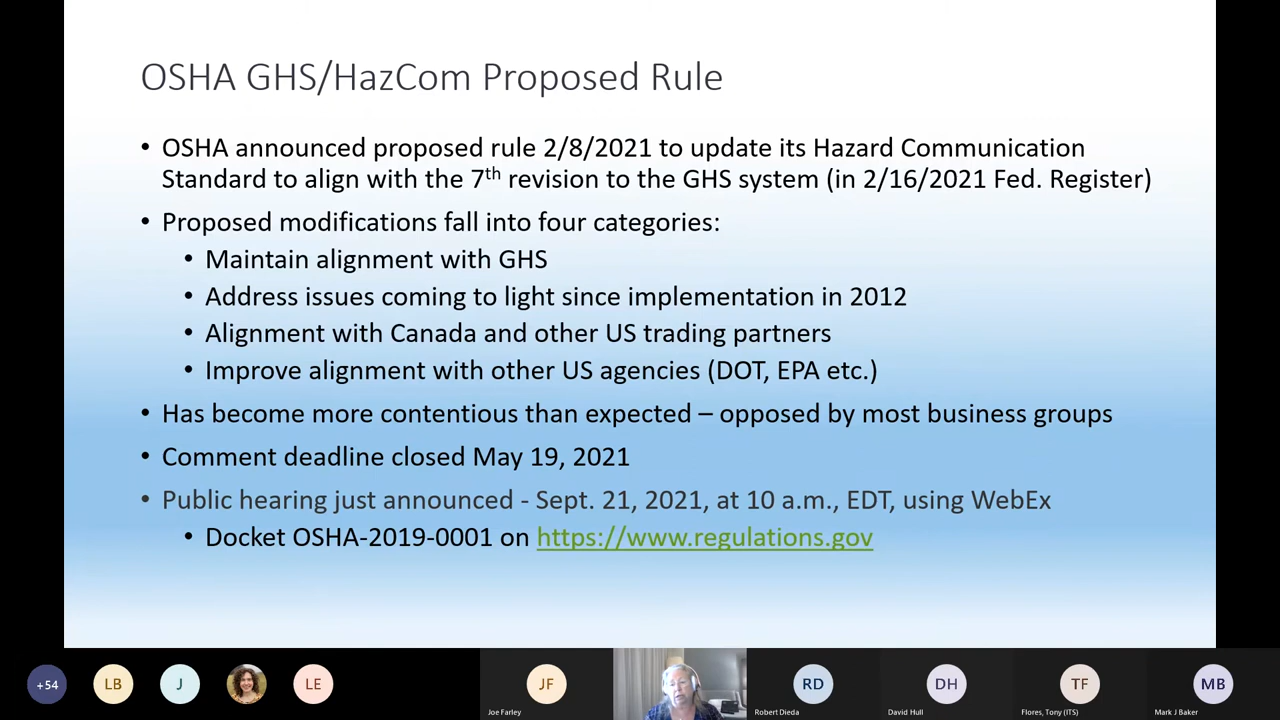 OSHA GHS/HazCom Proposed Rule
• OSHA announced proposed rule 2/8/2021 to update its Hazard Communication
Standard to align with the 7th revision to the GHS system (in 2/16/2021 Fed. Register)
• Proposed modifications fall into four categories:
• Maintain alignment with GHS
• Address issues coming to light since implementation in 2012
• Alignment with Canada and other US trading partners
• Improve alignment with other US agencies (DOT, EPA etc.)
• Has become more contentious than expected – opposed by most business groups
• Comment deadline closed May 19, 2021
• Public hearing just announced - Sept. 21, 2021, at 10 a.m., EDT, using WebEx
• Docket OSHA-2019-0001 on https://www.regulations.gov
+54 LB J LE JF RD DH TF MB
Joe Farley Robert Dieda David Hull Flores, Tony (ITS) Mark J Baker